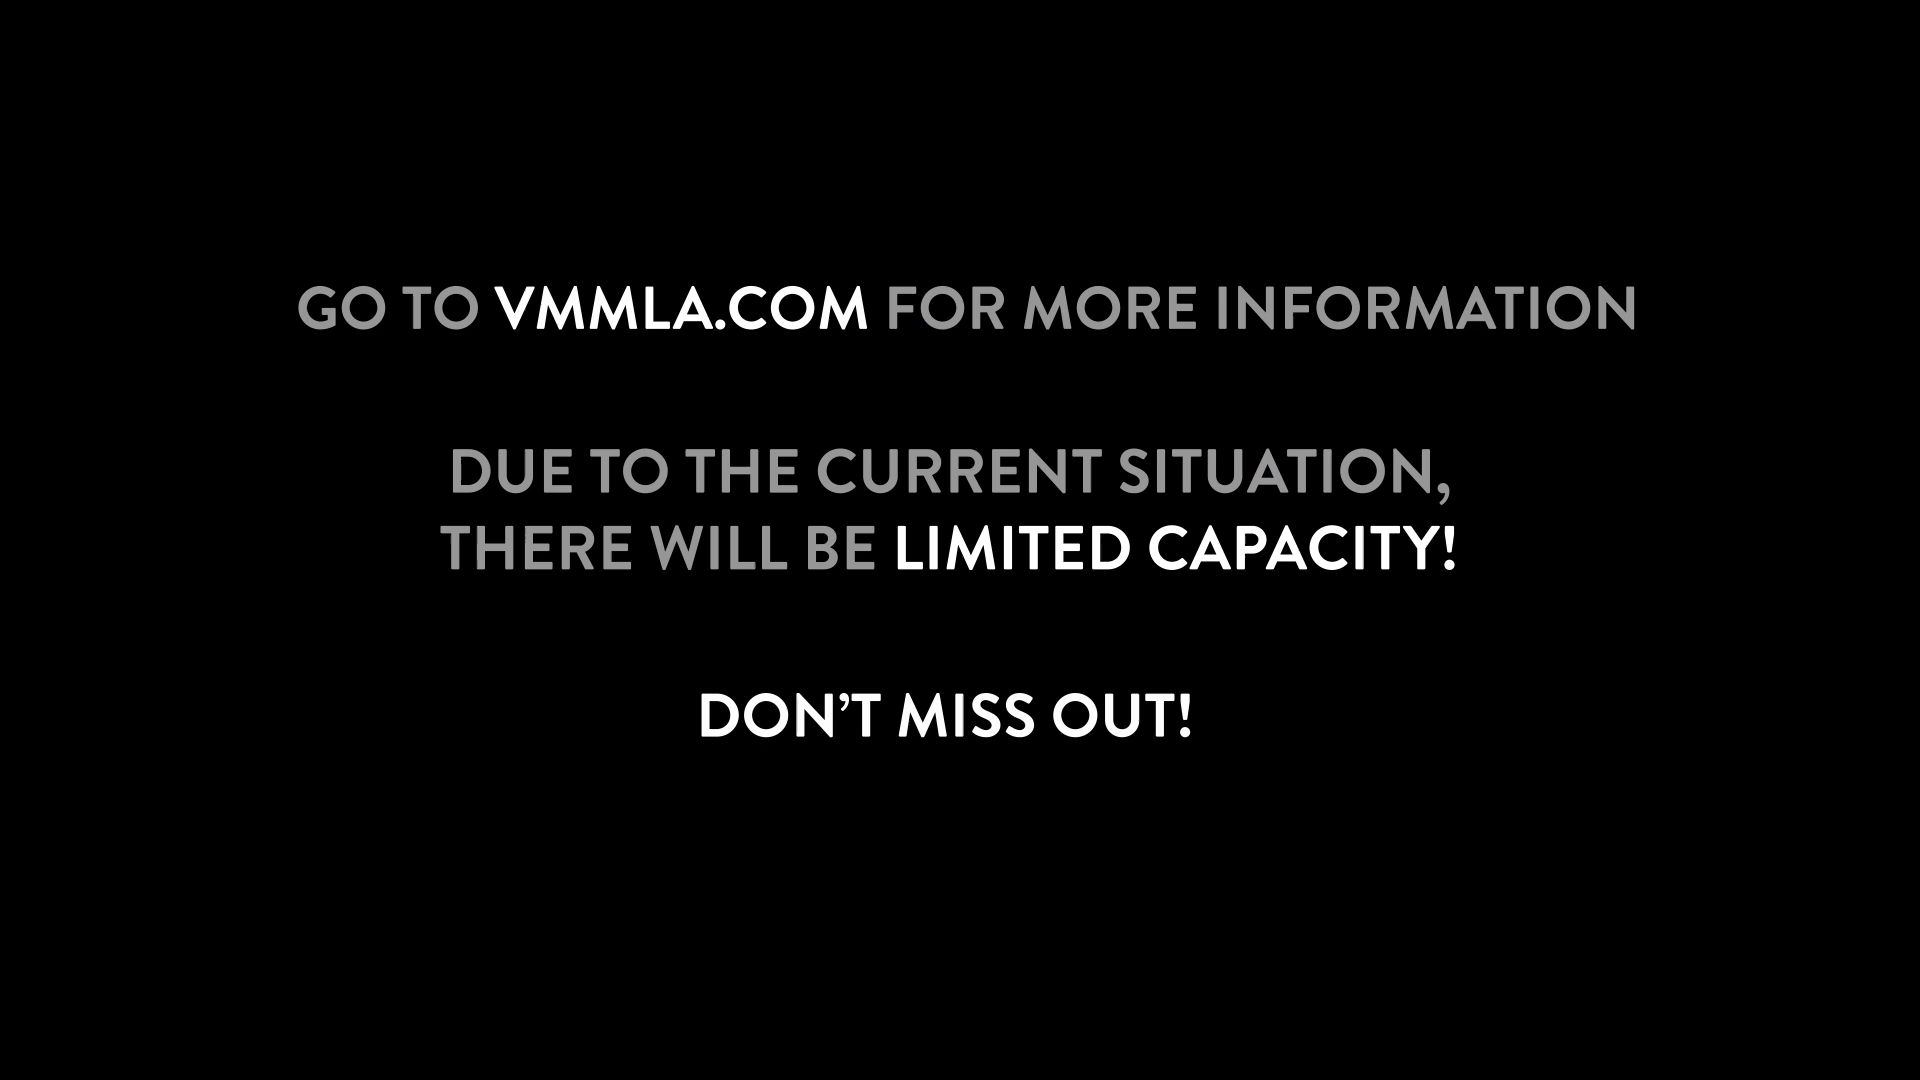 GO TO VMMLA.COM FOR MORE INFORMATION
DUE TO THE CURRENT SITUATION,
THERE WILL BE LIMITED CAPACITY!
DON’T MISS OUT!